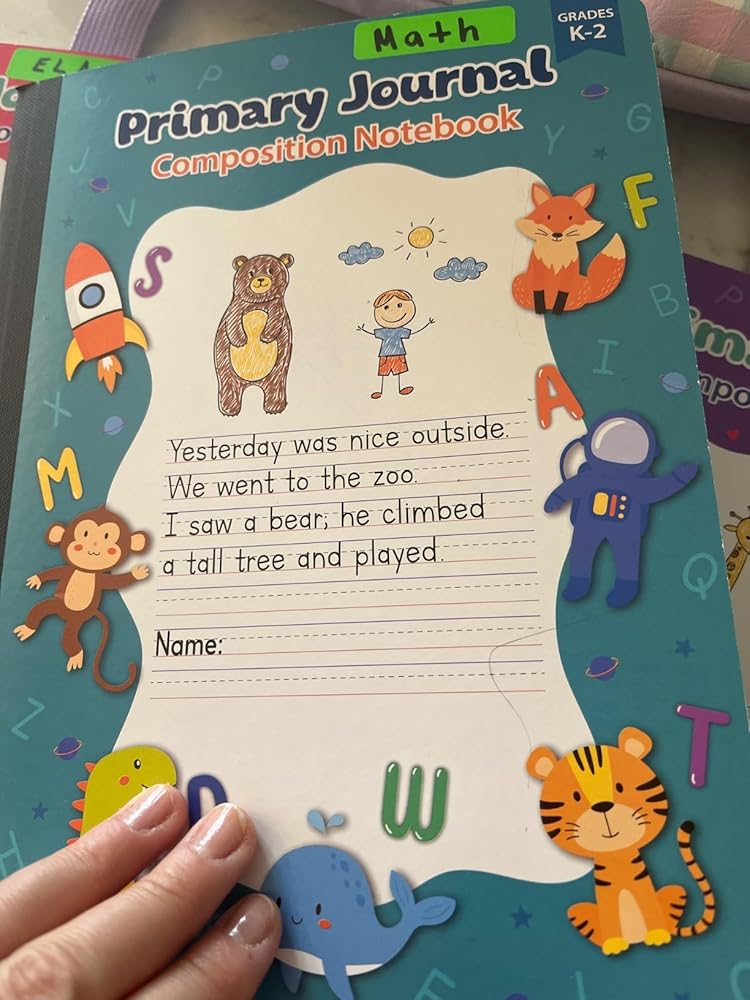 Math
GRADES
K-2
Primary Journal
Composition Notebook
Yesterday was nice outside.
We went to the zoo.
I saw a bear; he climbed
a tall tree and played.
Name:
S
F
A
M
T
W
C
P
J
V
Y
G
B
I
X
Q
Z
H